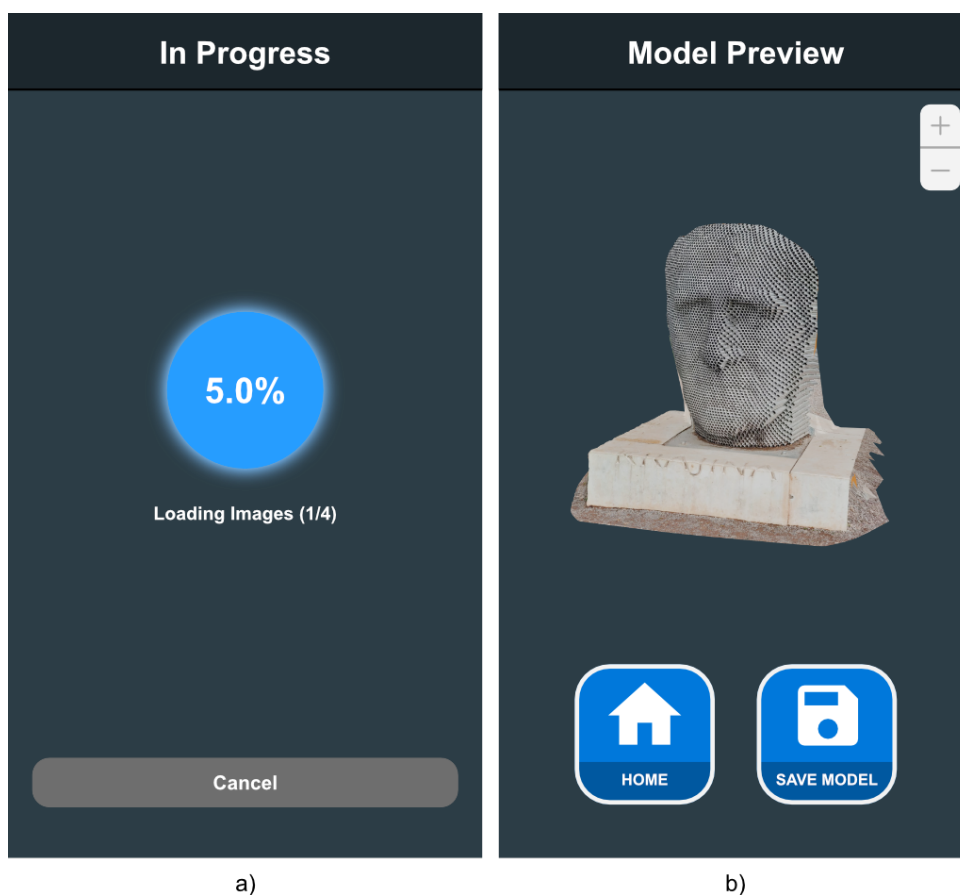 In Progress
5.0%
Loading Images (1/4)
Cancel
a)
Model Preview
+
−
HOME
SAVE MODEL
b)